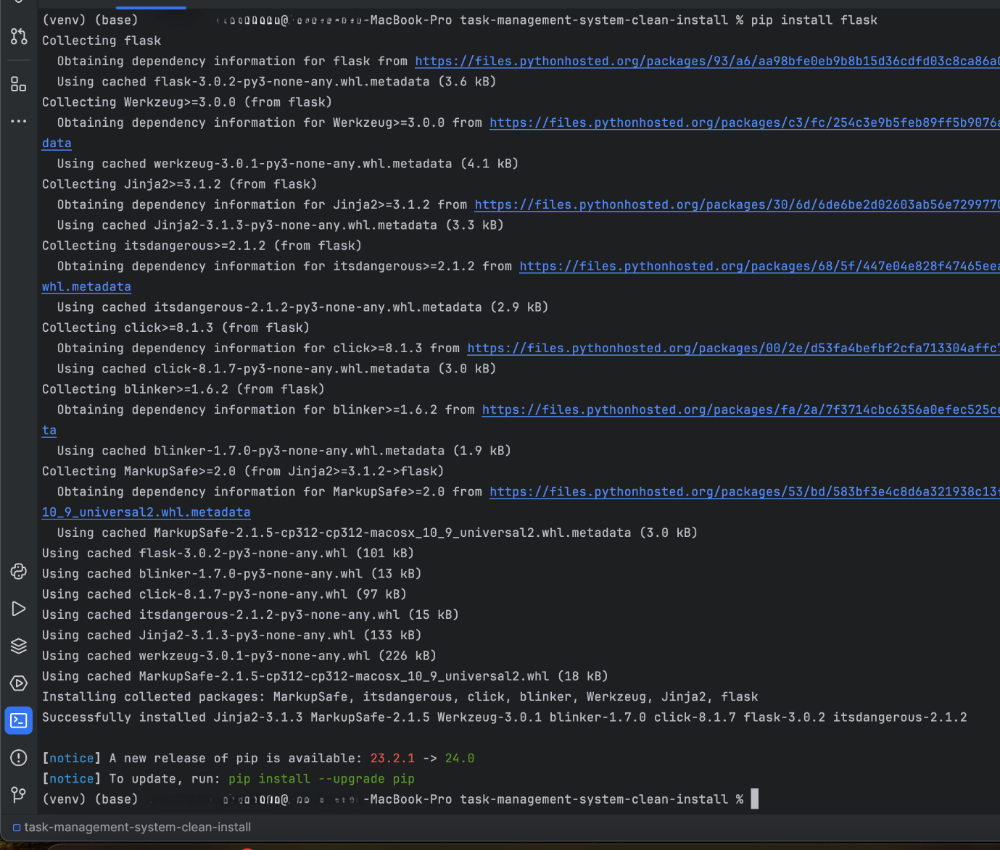 (venv) (base) -MacBook-Pro task-management-system-clean-install % pip install flask
Collecting flask
Obtaining dependency information for flask from https://files.pythonhosted.org/packages/93/a6/aa98bfe0eb9b8b15d36cdfd03c8ca86a
Using cached flask-3.0.2-py3-none-any.whl.metadata (3.6 kB)
Collecting Werkzeug>=3.0.0 (from flask)
Obtaining dependency information for Werkzeug>=3.0.0 from https://files.pythonhosted.org/packages/c3/fc/254c3e9b5feb89ff5b9076
data
Using cached werkzeug-3.0.1-py3-none-any.whl.metadata (4.1 kB)
Collecting Jinja2>=3.1.2 (from flask)
Obtaining dependency information for Jinja2>=3.1.2 from https://files.pythonhosted.org/packages/30/6d/6de6be2d02603ab56e7299770
Using cached Jinja2-3.1.3-py3-none-any.whl.metadata (3.3 kB)
Collecting itsdangerous>=2.1.2 (from flask)
Obtaining dependency information for itsdangerous>=2.1.2 from https://files.pythonhosted.org/packages/68/5f/447e04e828f47465ee
whl.metadata
Using cached itsdangerous-2.1.2-py3-none-any.whl.metadata (2.9 kB)
Collecting click>=8.1.3 (from flask)
Obtaining dependency information for click>=8.1.3 from https://files.pythonhosted.org/packages/00/2e/d53fa4befbf2cfa713304affc
Using cached click-8.1.7-py3-none-any.whl.metadata (3.0 kB)
Collecting blinker>=1.6.2 (from flask)
Obtaining dependency information for blinker>=1.6.2 from https://files.pythonhosted.org/packages/fa/2a/7f3714cbc6356a0efec525c
ta
Using cached blinker-1.7.0-py3-none-any.whl.metadata (1.9 kB)
Collecting MarkupSafe>=2.0 (from Jinja2>=3.1.2->flask)
Obtaining dependency information for MarkupSafe>=2.0 from https://files.pythonhosted.org/packages/53/bd/583bf3e4c8d6a321938c13
10_9_universal2.whl.metadata
Using cached MarkupSafe-2.1.5-cp312-cp312-macosx_10_9_universal2.whl.metadata (3.0 kB)
Using cached flask-3.0.2-py3-none-any.whl (101 kB)
Using cached blinker-1.7.0-py3-none-any.whl (13 kB)
Using cached click-8.1.7-py3-none-any.whl (97 kB)
Using cached itsdangerous-2.1.2-py3-none-any.whl (15 kB)
Using cached Jinja2-3.1.3-py3-none-any.whl (133 kB)
Using cached werkzeug-3.0.1-py3-none-any.whl (226 kB)
Using cached MarkupSafe-2.1.5-cp312-cp312-macosx_10_9_universal2.whl (18 kB)
Installing collected packages: MarkupSafe, itsdangerous, click, blinker, Werkzeug, Jinja2, flask
Successfully installed Jinja2-3.1.3 MarkupSafe-2.1.5 Werkzeug-3.0.1 blinker-1.7.0 click-8.1.7 flask-3.0.2 itsdangerous-2.1.2
[notice] A new release of pip is available: 23.2.1 -> 24.0
[notice] To update, run: pip install --upgrade pip
(venv) (base) -MacBook-Pro task-management-system-clean-install %
task-management-system-clean-install